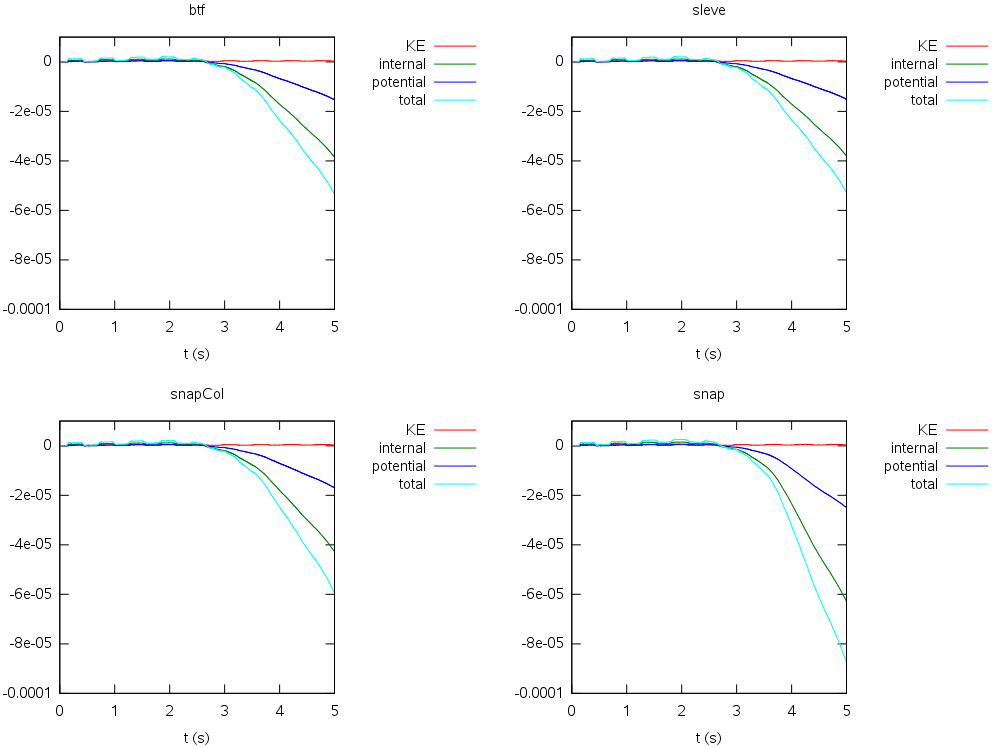 btf
KE
internal
potential
total
0
-2e-05
-4e-05
-6e-05
-8e-05
-0.0001
0 1 2 3 4 5
t (s)
sleve
KE
internal
potential
total
0
-2e-05
-4e-05
-6e-05
-8e-05
-0.0001
0 1 2 3 4 5
t (s)
snapCol
KE
internal
potential
total
0
-2e-05
-4e-05
-6e-05
-8e-05
-0.0001
0 1 2 3 4 5
t (s)
snap
KE
internal
potential
total
0
-2e-05
-4e-05
-6e-05
-8e-05
-0.0001
0 1 2 3 4 5
t (s)